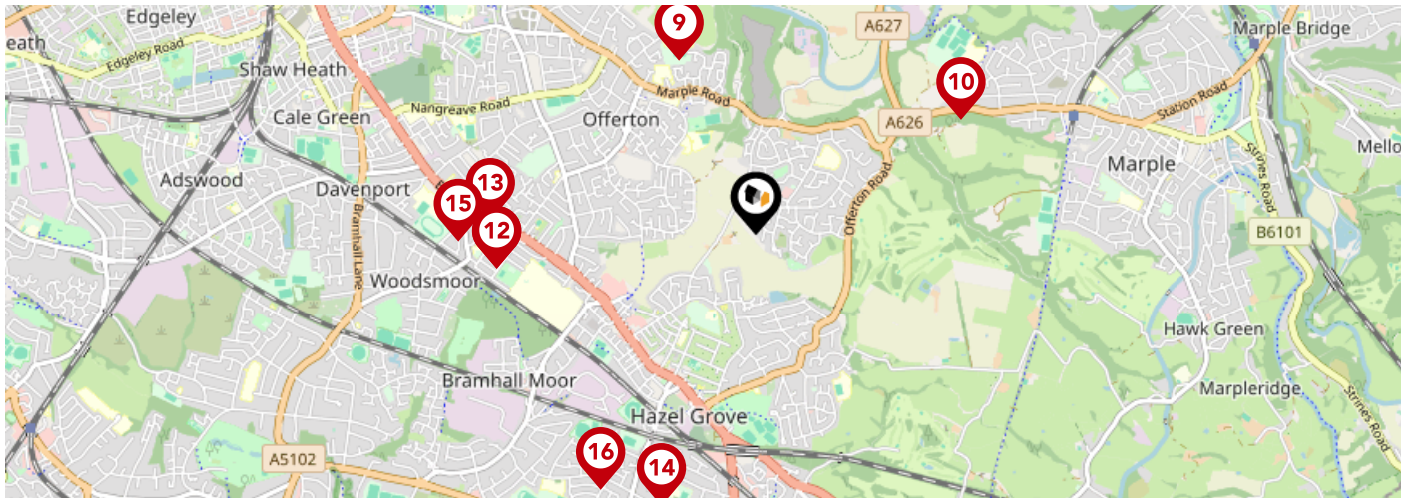 Edgeley
9
A627
Marple Bridge
eath
Edgeley Road
Shaw Heath
10
Marple Road
Nangreave Road
Station Road
Cale Green
Offerton
A626
Marple
Mello
Strines Road
Adswood
Davenport
13
15
12
Bramhall Lane
Offerton Road
B6101
Woodsmoor
Hawk Green
Bramhall Moor
Marpleridge
Strines Road
Hazel Grove
16
14
A5102